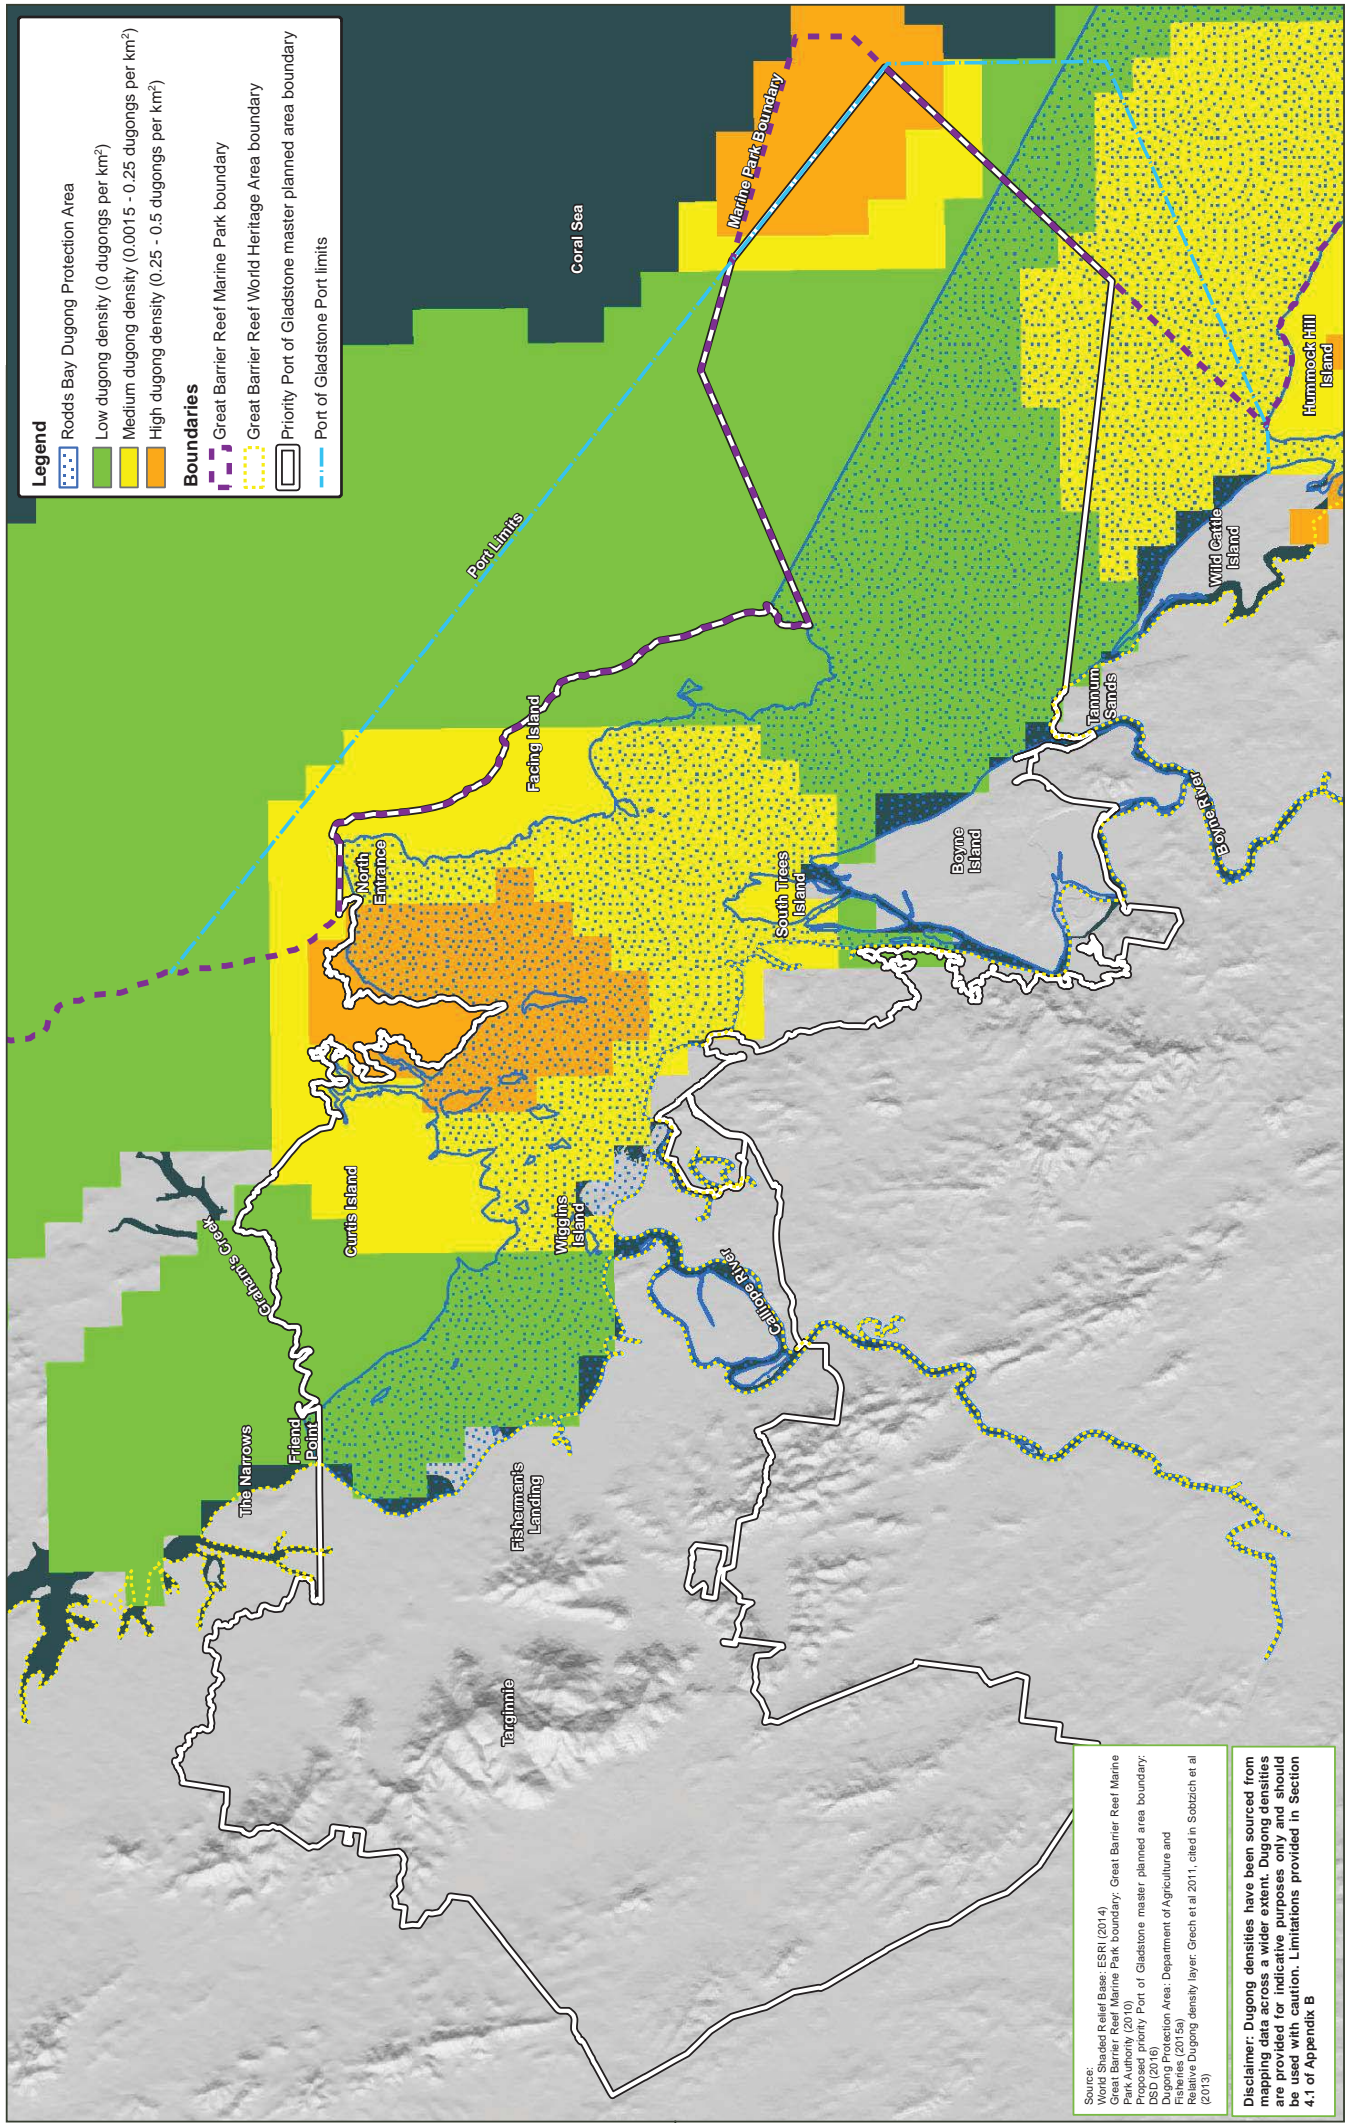 Legend
Rodds Bay Dugong Protection Area
Low dugong density (0 dugongs per km²)
Medium dugong density (0.0015 - 0.25 dugongs per km²)
High dugong density (0.25 - 0.5 dugongs per km²)
Boundaries
Great Barrier Reef Marine Park boundary
Great Barrier Reef World Heritage Area boundary
Priority Port of Gladstone master planned area boundary
Port of Gladstone Port limits
Coral Sea
Marine Park Boundary
Port Limits
Graham's Creek
The Narrows
Friend
Point
Curtis Island
North
Entrance
Facing Island
Wiggins
Island
Fisherman's
Landing
Targinnie
South Trees
Island
Calliope River
Boyne
Island
Tannum
Sands
Boyne River
Wild Cattle
Island
Hummock Hill
Island
Source:
World Shaded Relief Base: ESRI (2014)
Great Barrier Reef Marine Park boundary: Great Barrier Reef Marine
Park Authority (2010)
Proposed priority Port of Gladstone master planned area boundary:
DSD (2016)
Dugong Protection Area: Department of Agriculture and
Fisheries (2015a)
Relative Dugong density layer: Grech et al 2011, cited in Sobtzich et al
(2013)
Disclaimer: Dugong densities have been sourced from
mapping data across a wider extent. Dugong densities
are provided for indicative purposes only and should
be used with caution. Limitations provided in Section
4.1 of Appendix B